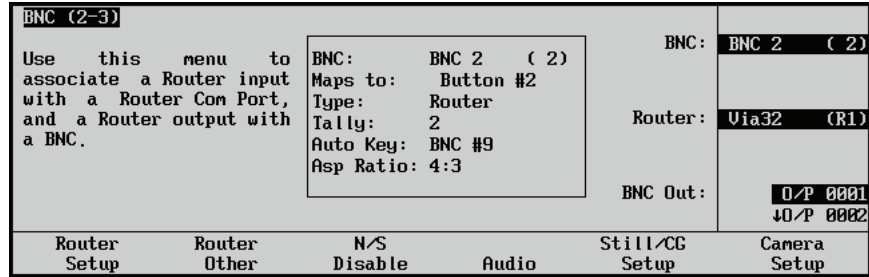 BNC (2-3)
Use this menu to
associate a Router input
with a Router Com Port,
and a Router output with
a BNC.
BNC: BNC 2 ( 2)
Maps to: Button #2
Type: Router
Tally: 2
Auto Key: BNC #9
Asp Ratio: 4:3
BNC: BNC 2 ( 2)
Router: Via32 (R1)
BNC Out: O/P 0001
↓O/P 0002
Router Setup
Router Other
N/S Disable
Audio
Still/CG Setup
Camera Setup